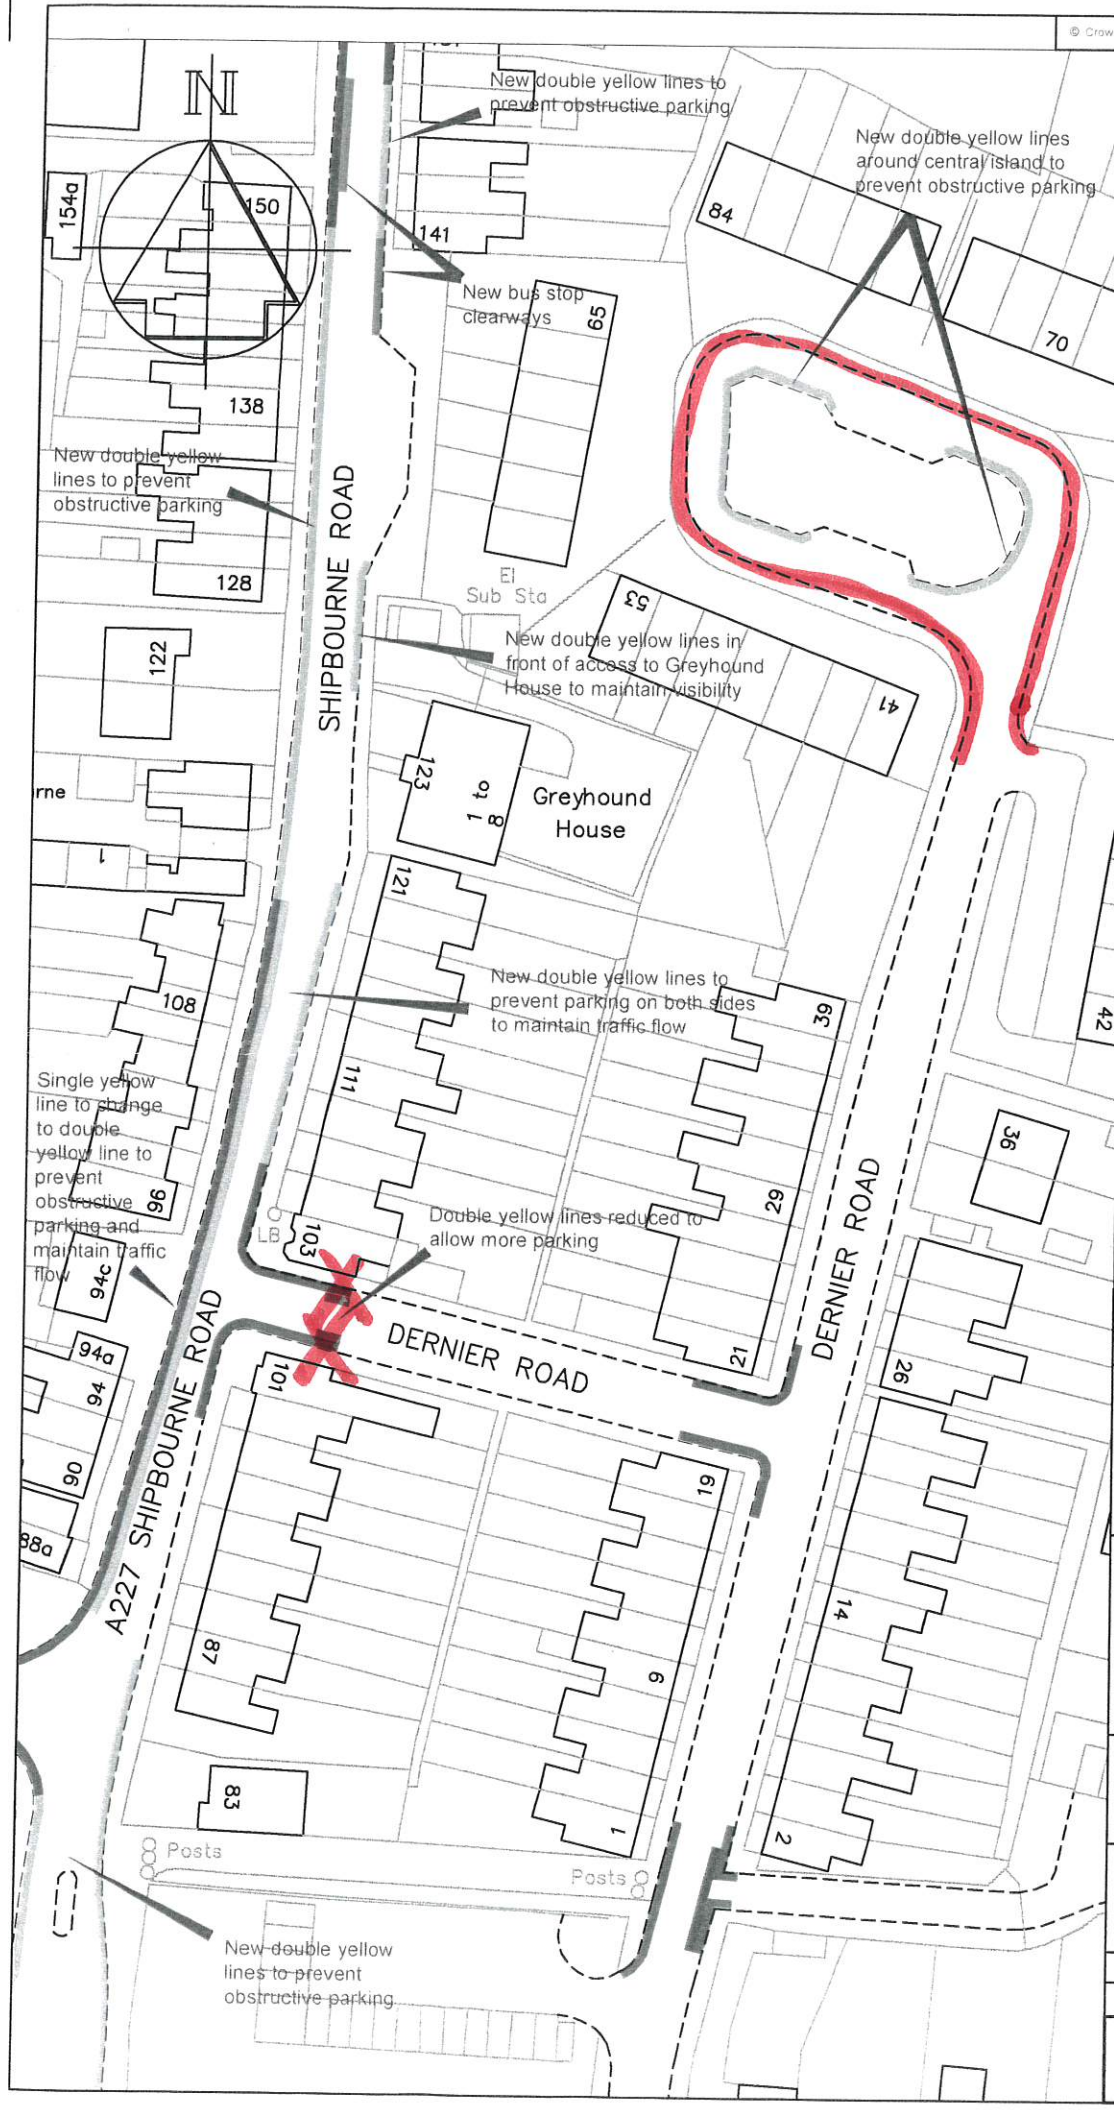 © Crow
N
New double yellow lines to
prevent obstructive parking
New double yellow lines
around central island to
prevent obstructive parking
154a
150
141
84
New bus stop
clearways
65
70
138
New double yellow
lines to prevent
obstructive parking
128
SHIPBOURNE ROAD
El
Sub Sta
53
122
New double yellow lines in
front of access to Greyhound
House to maintain visibility
41
rne
123
1 to 8
Greyhound
House
1
121
108
New double yellow lines to
prevent parking on both sides
to maintain traffic flow
39
42
111
Single yellow
line to change
to double
yellow line to
prevent
obstructive
parking and
maintain traffic
flow
96
36
29
DERNIER ROAD
LB
103
Double yellow lines reduced to
allow more parking
94c
94a
94
90
88a
101
DERNIER ROAD
21
26
A227 SHIPBOURNE ROAD
19
14
87
6
83
1
2
Posts
Posts
New double yellow
lines to prevent
obstructive parking